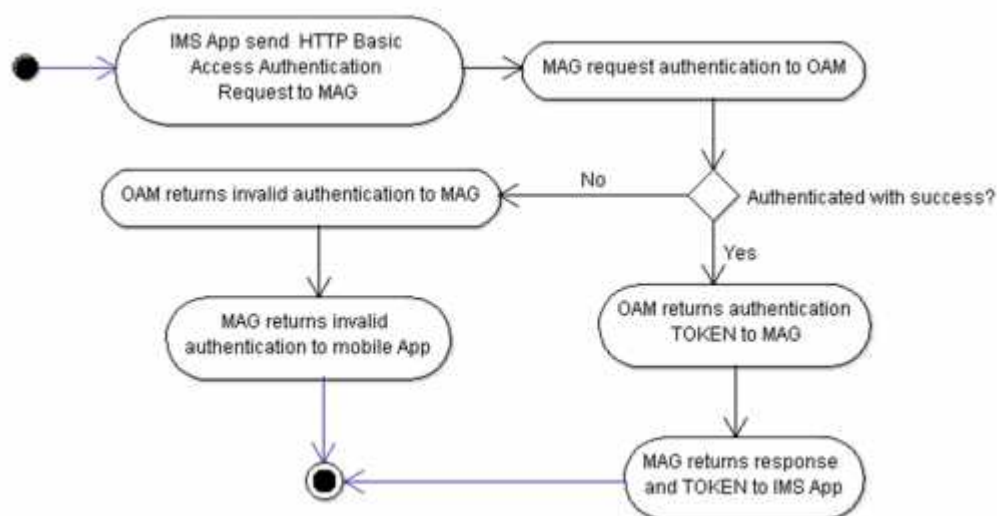 IMS App send HTTP Basic
Access Authentication
Request to MAG
MAG request authentication to OAM
No
OAM returns invalid authentication to MAG
Authenticated with success?
Yes
MAG returns invalid
authentication to mobile App
OAM returns authentication
TOKEN to MAG
MAG returns response
and TOKEN to IMS App